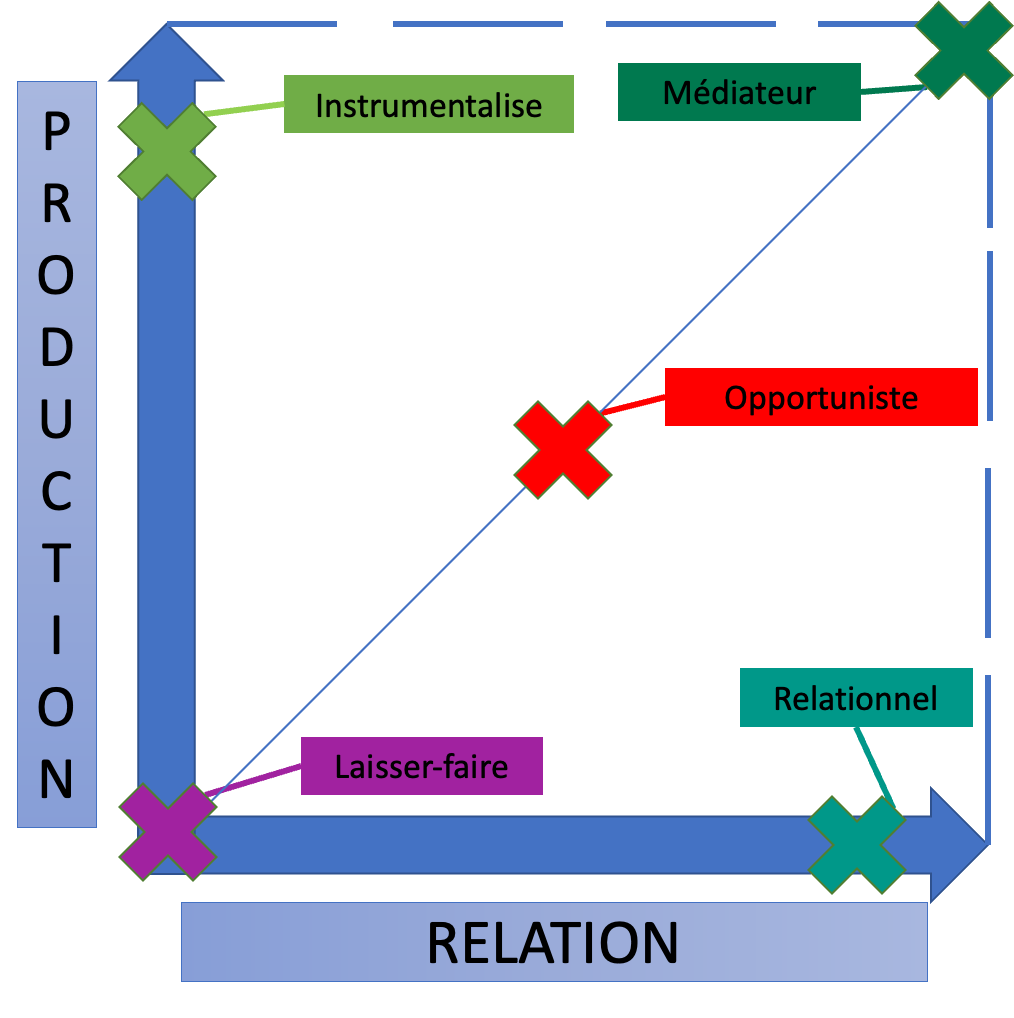 PRODUCTION
Instrumentalise
Médiateur
Opportuniste
Relationnel
Laisser-faire
RELATION